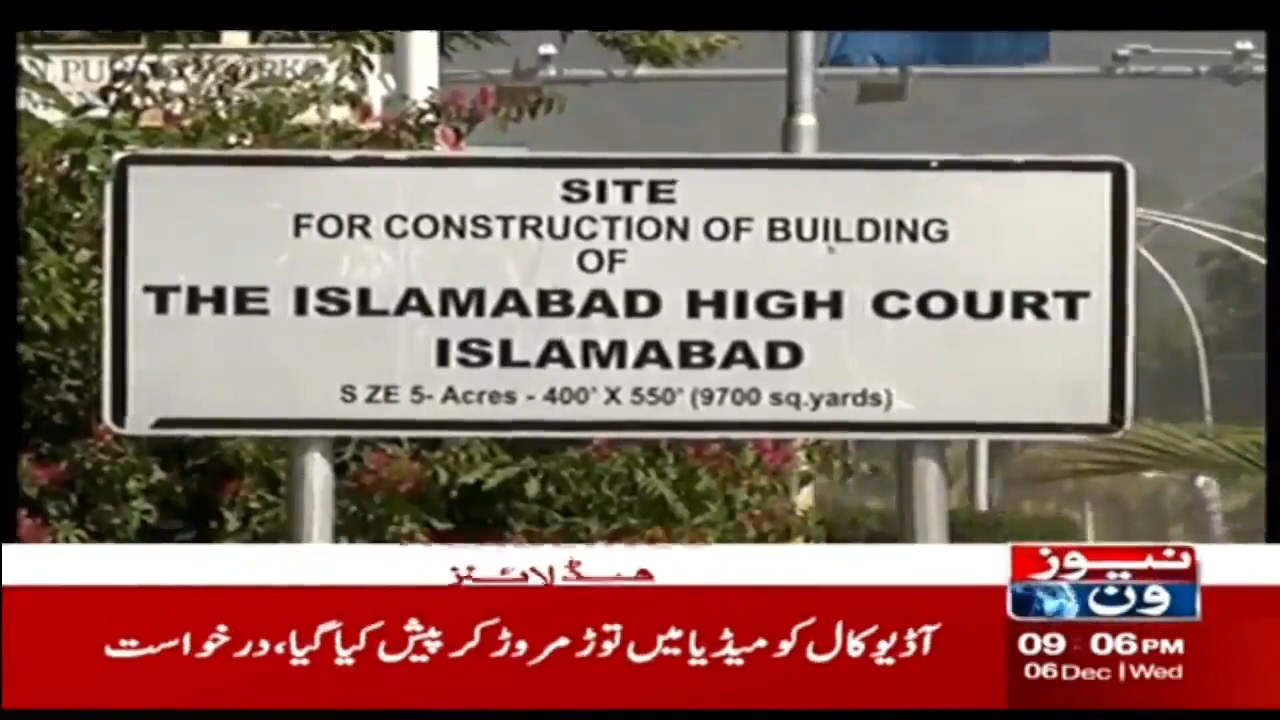 SITE
FOR CONSTRUCTION OF BUILDING
OF
THE ISLAMABAD HIGH COURT
ISLAMABAD
S ZE 5- Acres - 400' X 550' (9700 sq.yards)
ہیڈلائنز
آڈیو کال کو میڈیا میں توڑ مروڑ کر پیش کیا گیا، درخواست
نیوز
ون
09 06 PM
06 Dec | Wed